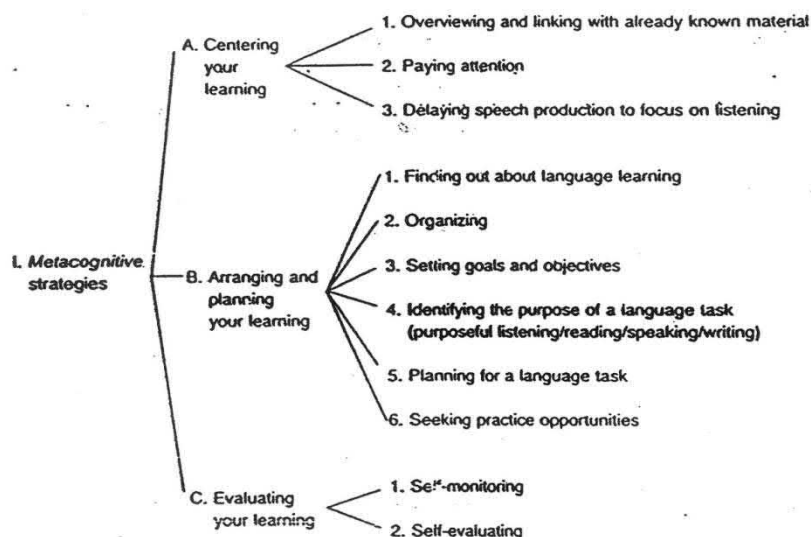 1. Overviewing and linking with already known material
A. Centering
your
learning
2. Paying attention
3. Delaying speech production to focus on listening
I. Metacognitive
strategies
B. Arranging and
planning
your learning
1. Finding out about language learning
2. Organizing
3. Setting goals and objectives
4. Identifying the purpose of a language task
(purposeful listening/reading/speaking/writing)
5. Planning for a language task
6. Seeking practice opportunities
C. Evaluating
your learning
1. Self-monitoring
2. Self-evaluating